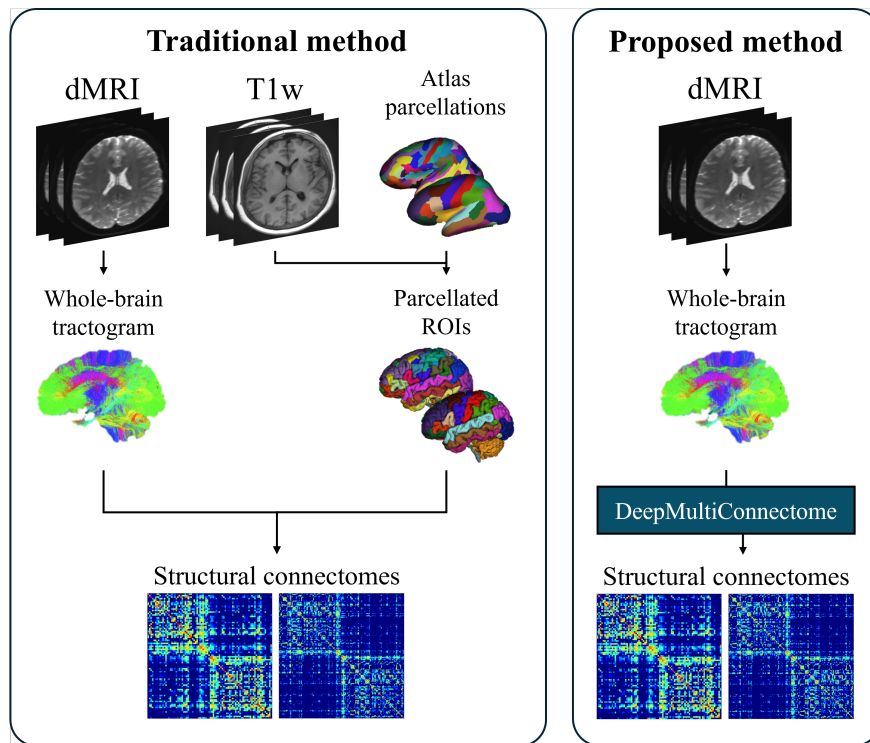 Traditional method
dMRI
T1w
Atlas
parcellations
Whole-brain
tractogram
Parcellated
ROIs
Structural connectomes
Proposed method
dMRI
Whole-brain
tractogram
DeepMultiConnectome
Structural connectomes